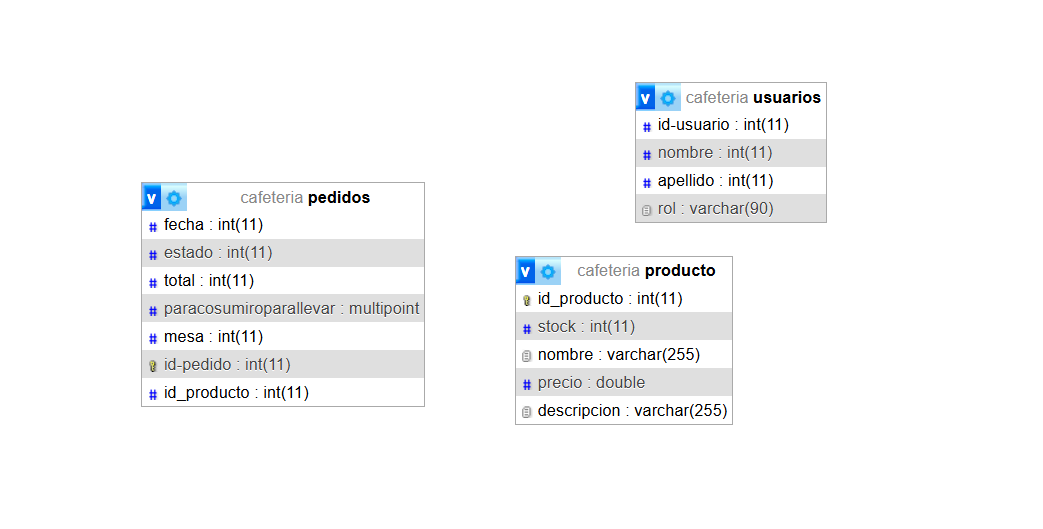 v cafeteria usuarios
# id-usuario : int(11)
# nombre : int(11)
# apellido : int(11)
rol : varchar(90)
v cafeteria pedidos
# fecha : int(11)
# estado : int(11)
# total : int(11)
# paracosumiroparallevar : multipoint
# mesa : int(11)
id-pedido : int(11)
# id_producto : int(11)
v cafeteria producto
id_producto : int(11)
# stock : int(11)
nombre : varchar(255)
# precio : double
descripcion : varchar(255)